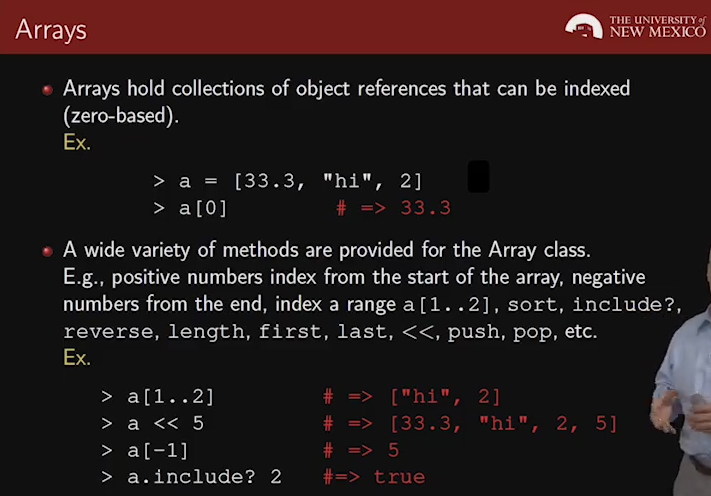 Arrays
THE UNIVERSITY of
NEW MEXICO
Arrays hold collections of object references that can be indexed
(zero-based).
Ex.
> a = [33.3, "hi", 2]
> a[0] # => 33.3
A wide variety of methods are provided for the Array class.
E.g., positive numbers index from the start of the array, negative
numbers from the end, index a range a[1..2], sort, include?,
reverse, length, first, last, <<, push, pop, etc.
Ex.
> a[1..2] # => ["hi", 2]
> a << 5 # => [33.3, "hi", 2, 5]
> a[-1] # => 5
> a.include? 2 #=> true